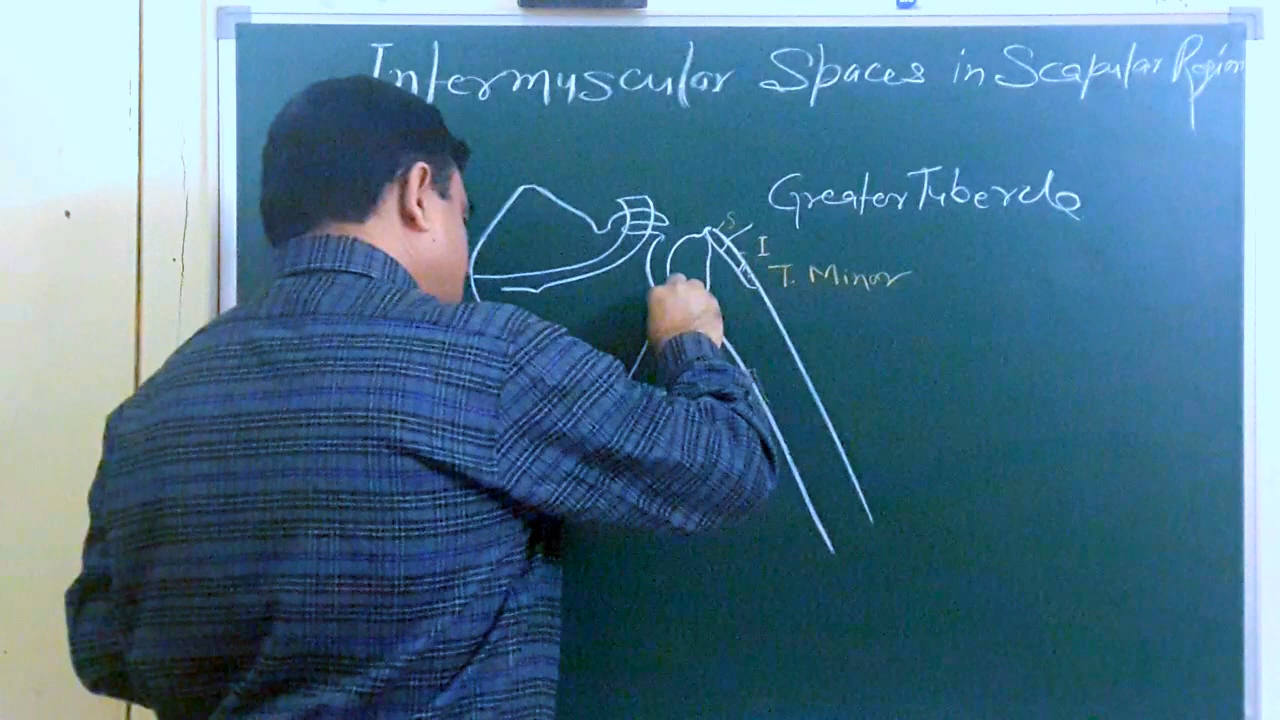 Intermuscular Spaces in Scapular Region
Greater Tubercle
S
I
T. Minor